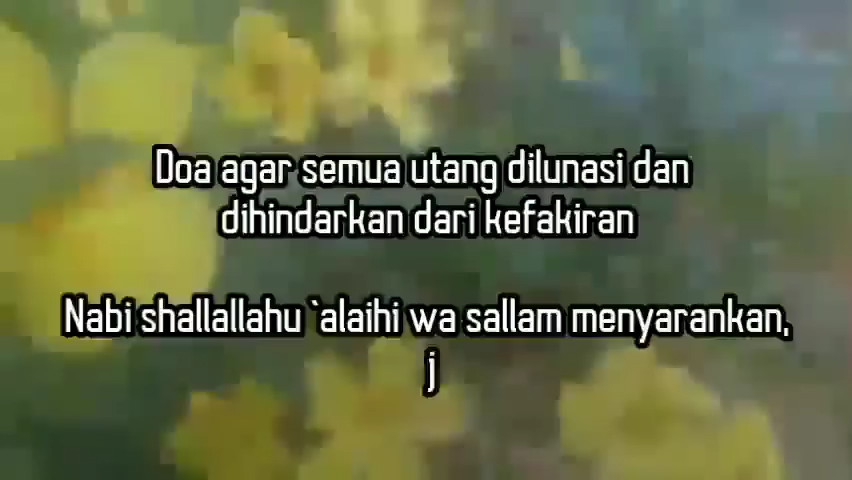 Doa agar semua utang dilunasi dan
dihindarkan dari kefakiran
Nabi shallallahu `alaihi wa sallam menyarankan,
j